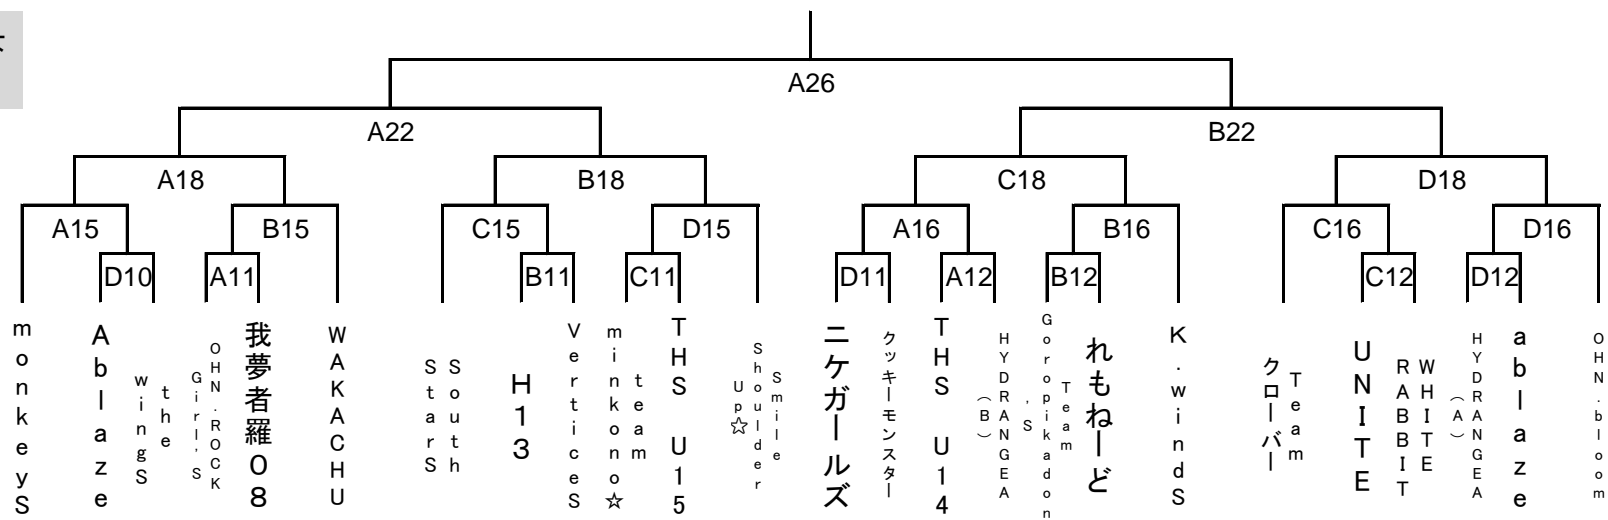 A26
A22
B22
A18
B18
C18
D18
A15
B15
C15
D15
A16
B16
C16
D16
D10
A11
B11
C11
D11
A12
B12
C12
D12
monkeyS
Ablaze
the
wingS
OHN.ROCK
Girl'S
我夢者羅08
WAKACHU
South
StarS
H13
VerticeS
team
minkono☆
THS U15
Smile
Shoulder
Up☆
ニケガールズ
クッキーモンスター
THS U14
HYDRANGEA
(B)
Team
Goropikadon
'S
れもねーど
K.windS
Team
クローバー
UNITE
WHITE
RABBIT
HYDRANGEA
(A)
ablaze
OHN.bloom